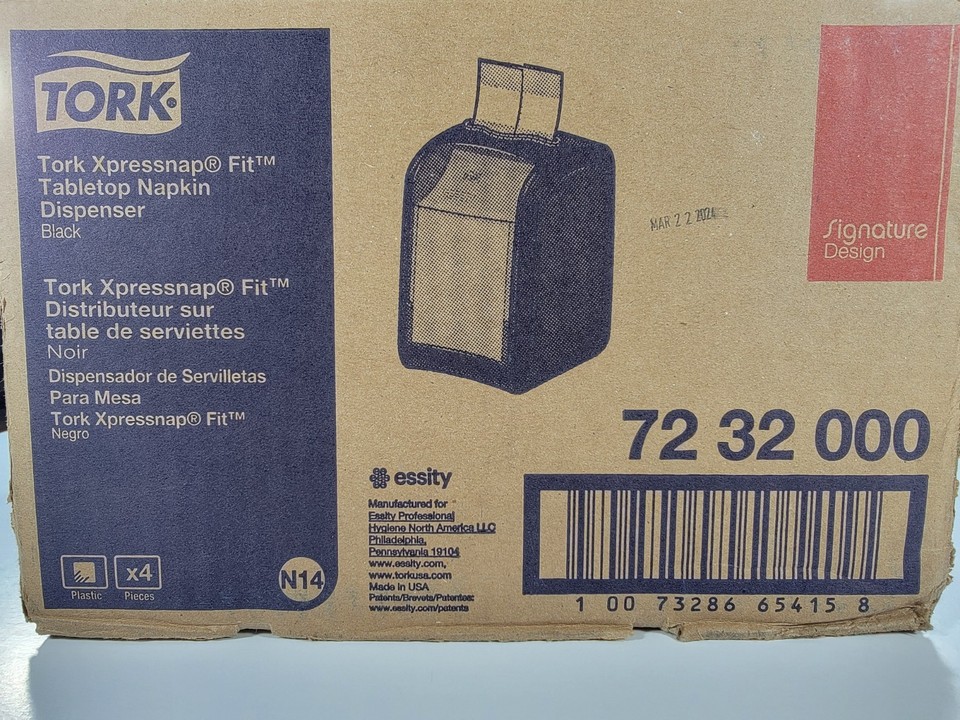 TORK
Tork Xpressnap® Fit™
Tabletop Napkin
Dispenser
Black
Tork Xpressnap® Fit™
Distributeur sur
table de serviettes
Noir
Dispensador de Servilletas
Para Mesa
Tork Xpressnap® Fit™
Negro
Plastic
x4
Pieces
N14
MAR 22 2024
Signature
Design
72 32 000
essity
Manufactured for
Essity Professional
Hygiene North America LLC
Philadelphia,
Pennsylvania 19104
www.essity.com,
www.torkusa.com
Made in USA
Patents/Brevets/Patentes:
www.essity.com/patents
1 00 73286 65415 8